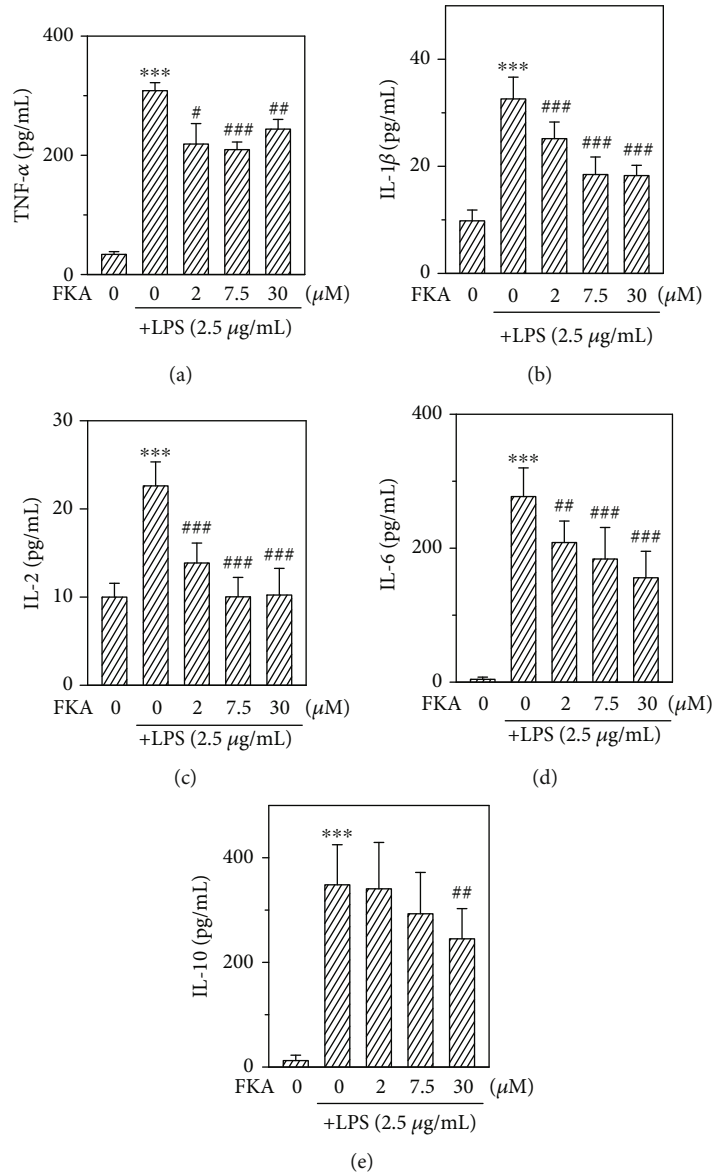 400
200
0
TNF-α (pg/mL)
***
#
###
##
FKA 0 0 2 7.5 30 (μM)
+LPS (2.5 μg/mL)
(a)
40
20
0
IL-1β (pg/mL)
***
###
###
###
FKA 0 0 2 7.5 30 (μM)
+LPS (2.5 μg/mL)
(b)
30
20
10
0
IL-2 (pg/mL)
***
###
###
###
FKA 0 0 2 7.5 30 (μM)
+LPS (2.5 μg/mL)
(c)
400
200
0
IL-6 (pg/mL)
***
##
###
###
FKA 0 0 2 7.5 30 (μM)
+LPS (2.5 μg/mL)
(d)
400
200
0
IL-10 (pg/mL)
***
##
FKA 0 0 2 7.5 30 (μM)
+LPS (2.5 μg/mL)
(e)